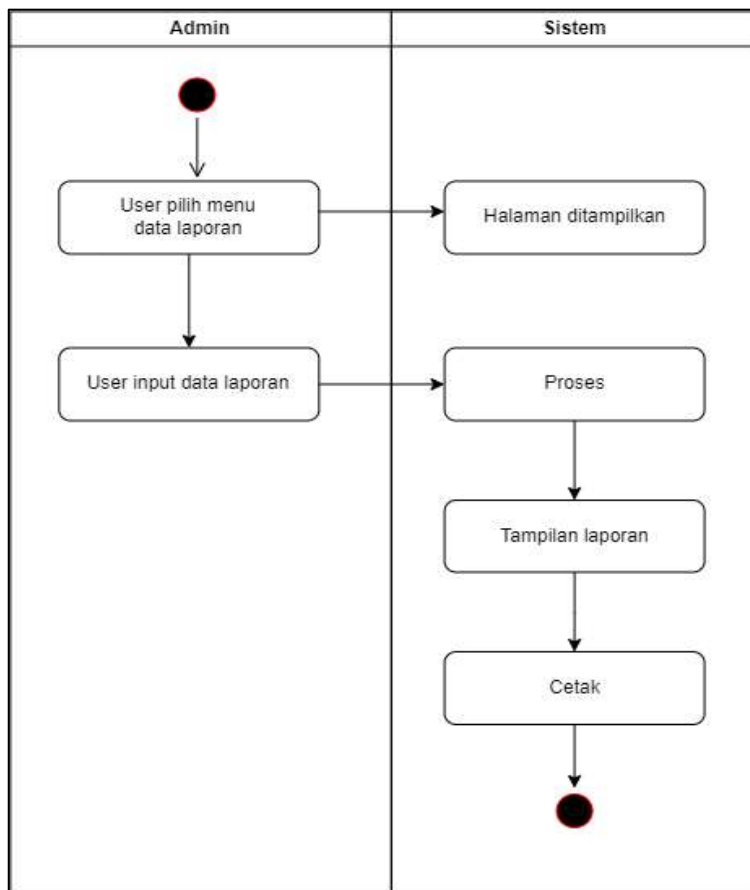 Admin
Sistem
User pilih menu
data laporan
Halaman ditampilkan
User input data laporan
Proses
Tampilan laporan
Cetak